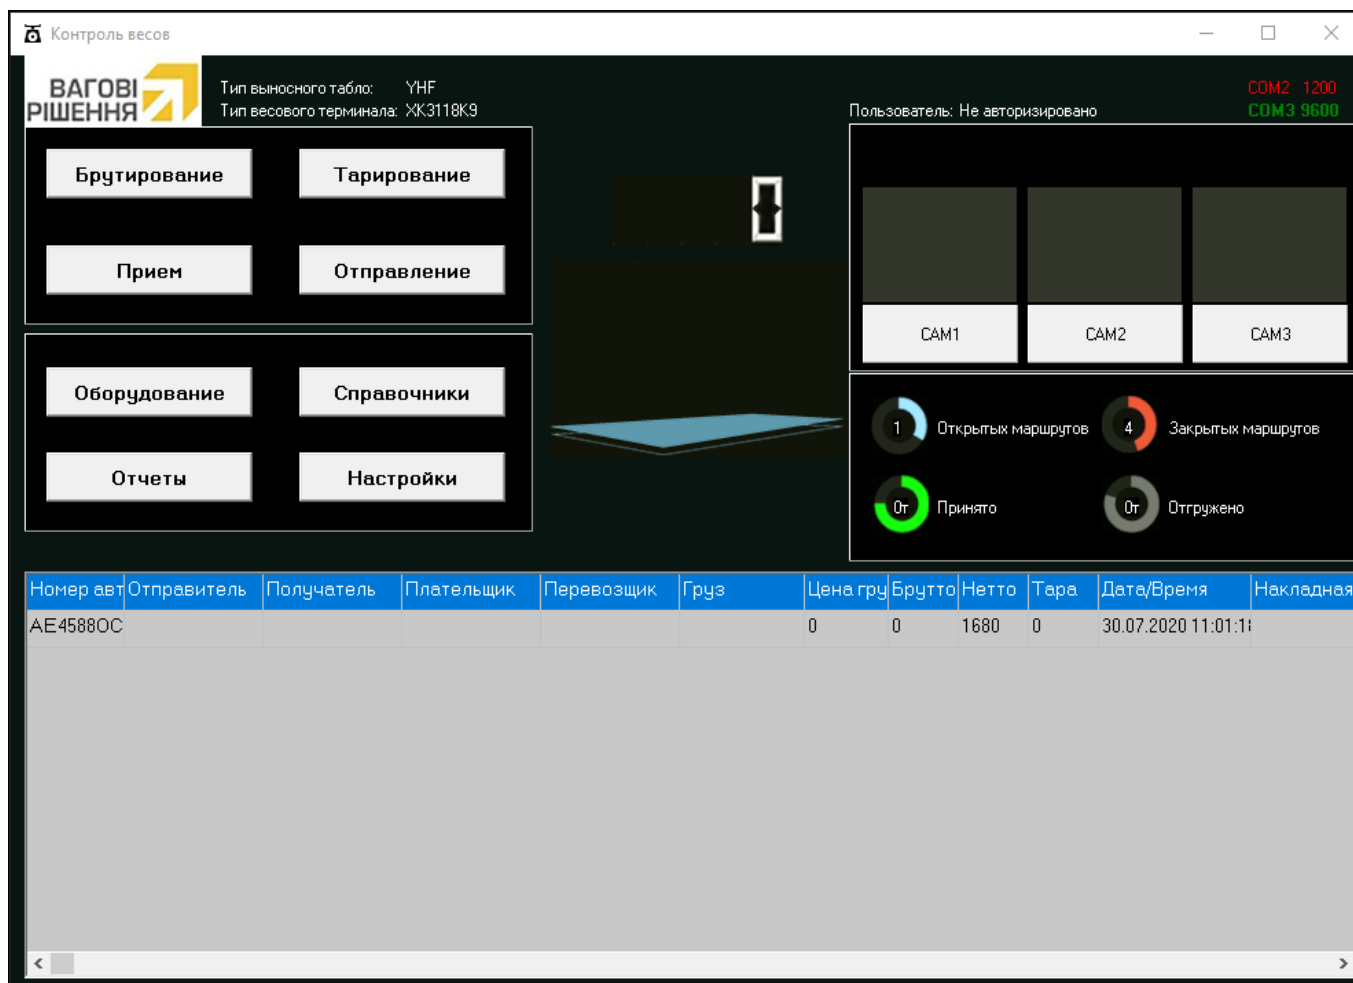 Контроль весов
ВАГОВІ
РІШЕННЯ
Тип выносного табло: YHF
Тип весового терминала: XK3118K9
Пользователь: Не авторизировано
COM2 1200
COM3 9600
Брутирование Тарирование
Прием Отправление
Оборудование Справочники
Отчеты Настройки
0
CAM1 CAM2 CAM3
1 Открытых маршрутов 4 Закрытых маршрутов
0т Принято 0т Отгружено
Номер авт Отправитель Получатель Плательщик Перевозщик Груз Цена гру Брутто Нетто Тара Дата/Время Накладная
AE4588OC 0 0 1680 0 30.07.2020 11:01:1